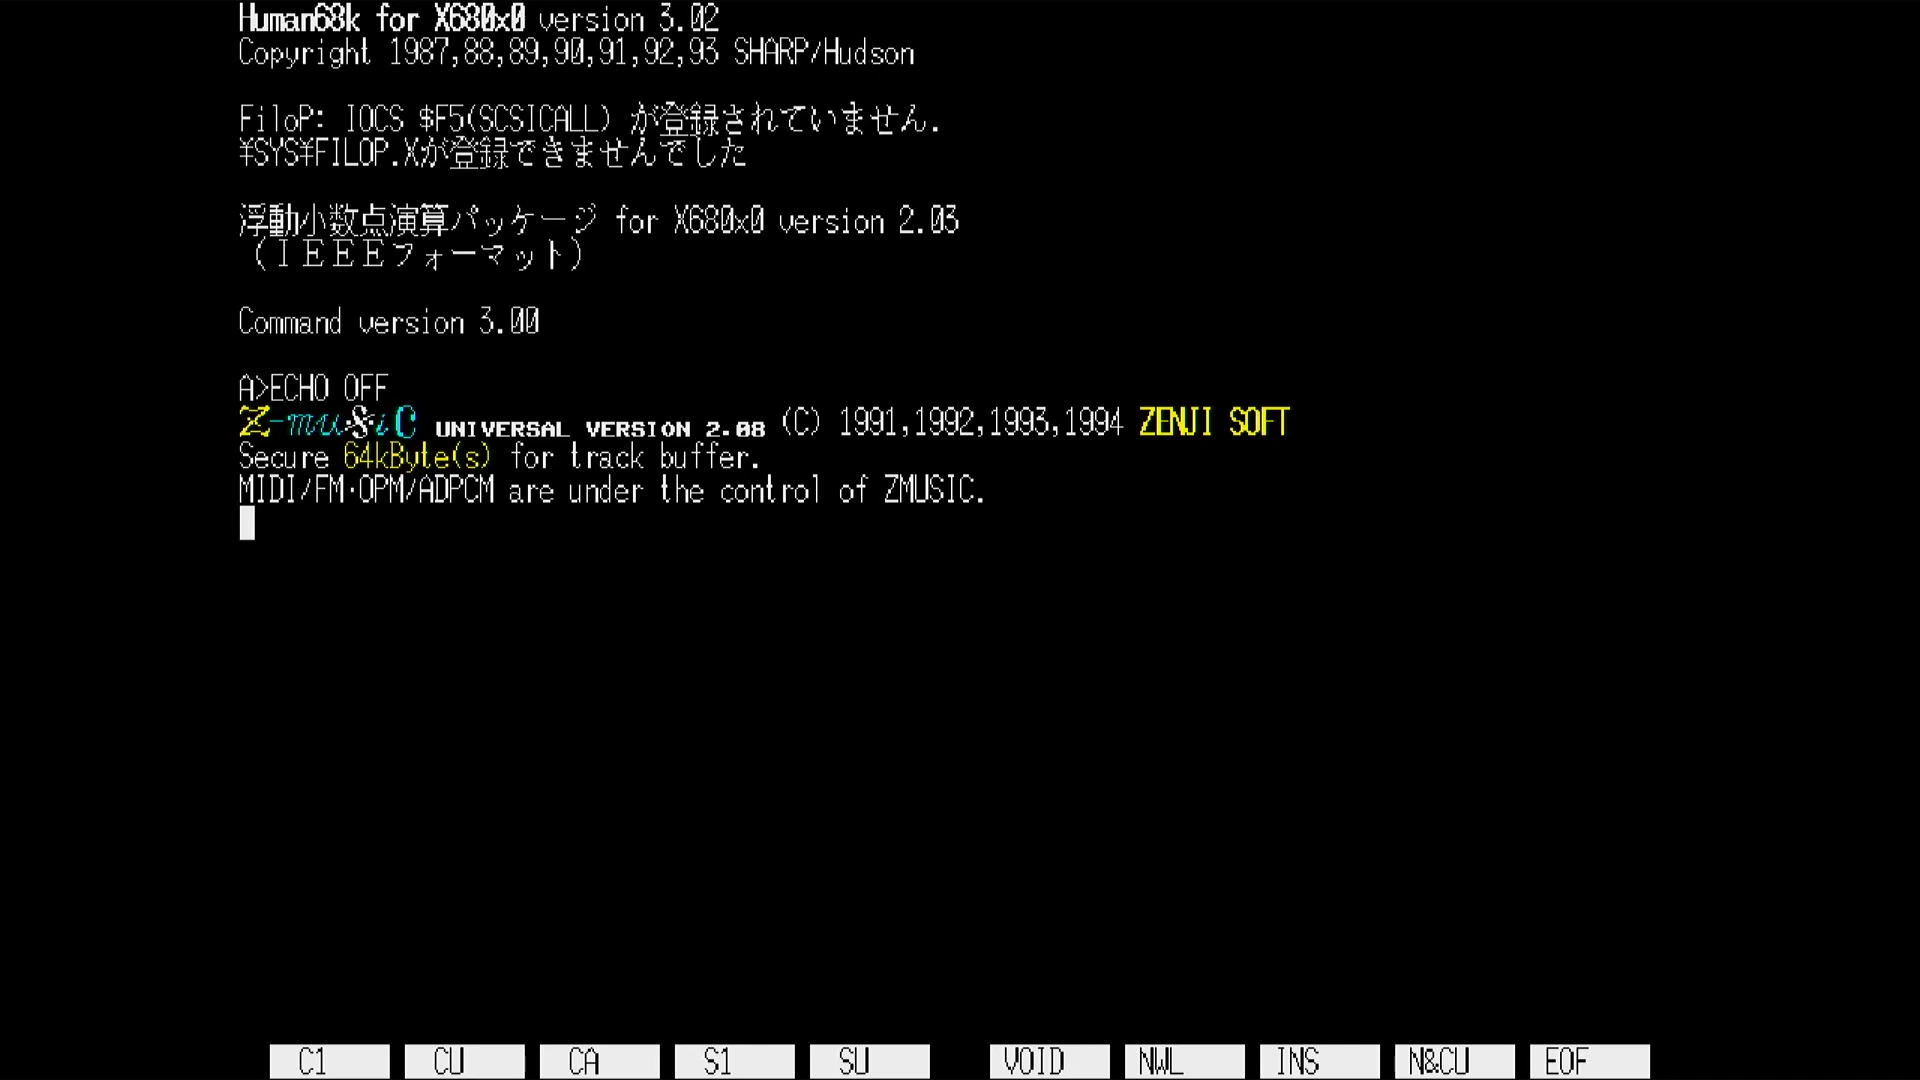 Human68k for X680x0 version 3.02
Copyright 1987,88,89,90,91,92,93 SHARP/Hudson
FiloP: IOCS $F5(SCSICALL) が登録されていません.
¥SYS¥FILOP.Xが登録できませんでした
浮動小数点演算パッケージ for X680x0 version 2.03
（ＩＥＥＥフォーマット）
Command version 3.00
A>ECHO OFF
Z-muSiC UNIVERSAL VERSION 2.08 (C) 1991,1992,1993,1994 ZENJI SOFT
Secure 64kByte(s) for track buffer.
MIDI/FM·OPM/ADPCM are under the control of ZMUSIC.
C1 CU CA S1 SU VOID NWL INS N&CU EOF